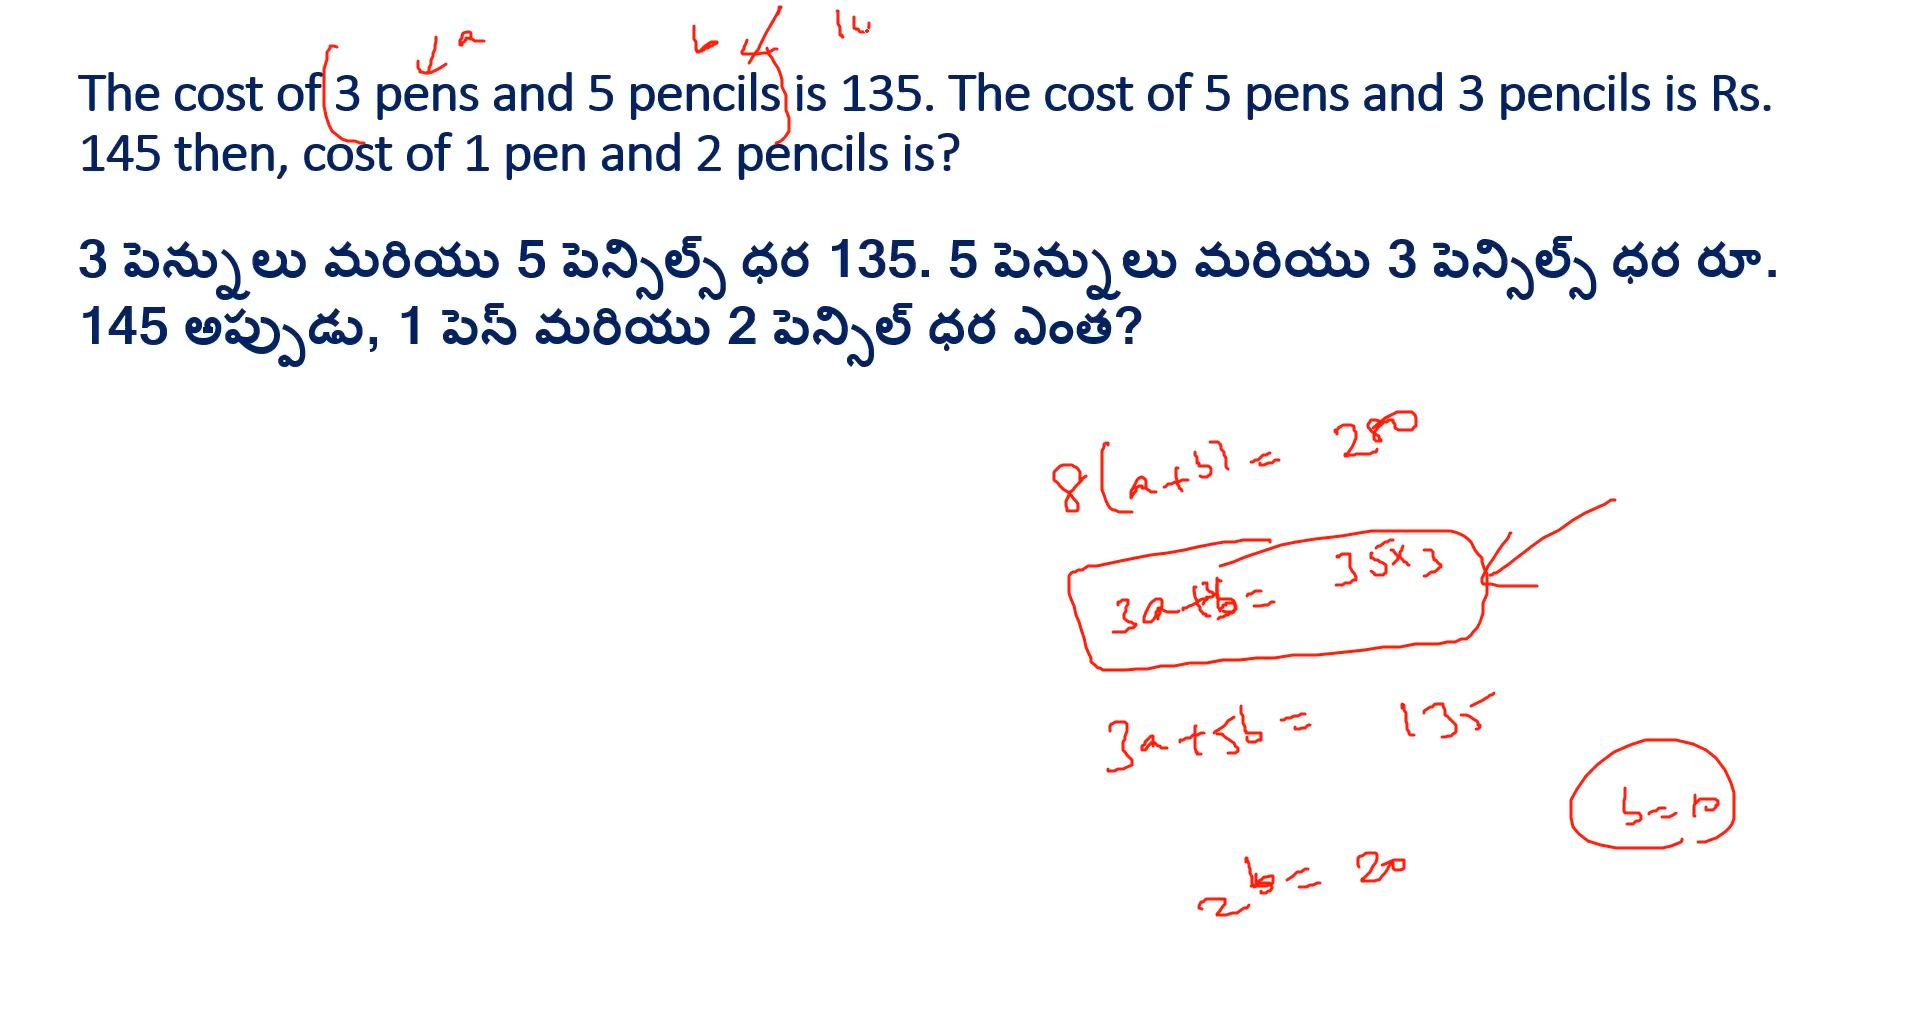 a b 10
The cost of 3 pens and 5 pencils is 135. The cost of 5 pens and 3 pencils is Rs.
145 then, cost of 1 pen and 2 pencils is?
3 పెన్నులు మరియు 5 పెన్సిల్స్ ధర 135. 5 పెన్నులు మరియు 3 పెన్సిల్స్ ధర రూ.
145 అప్పుడు, 1 పెన్ మరియు 2 పెన్సిల్ ధర ఎంత?
8(a+b) = 280
3a+3b = 35×3
3a+5b = 135
b=10
2b = 20